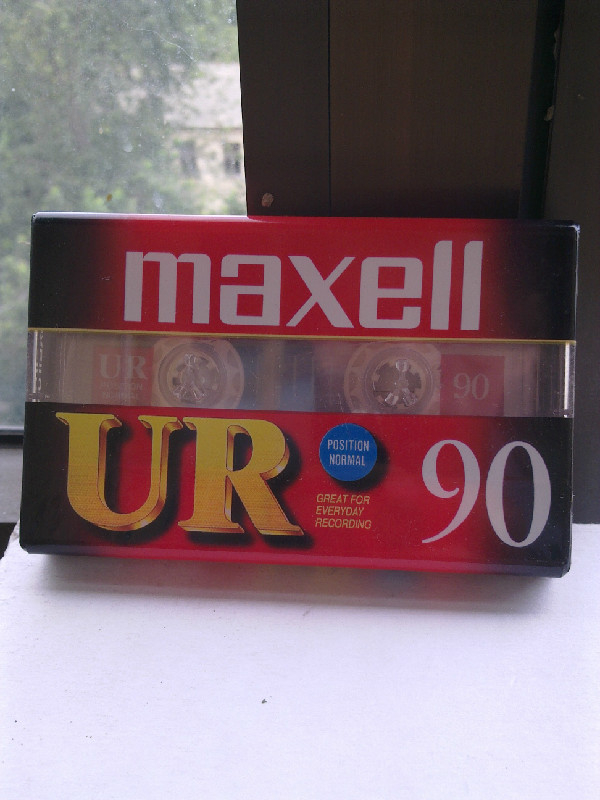 maxell
UR
90
UR
POSITION
NORMAL
GREAT FOR
EVERYDAY
RECORDING
90